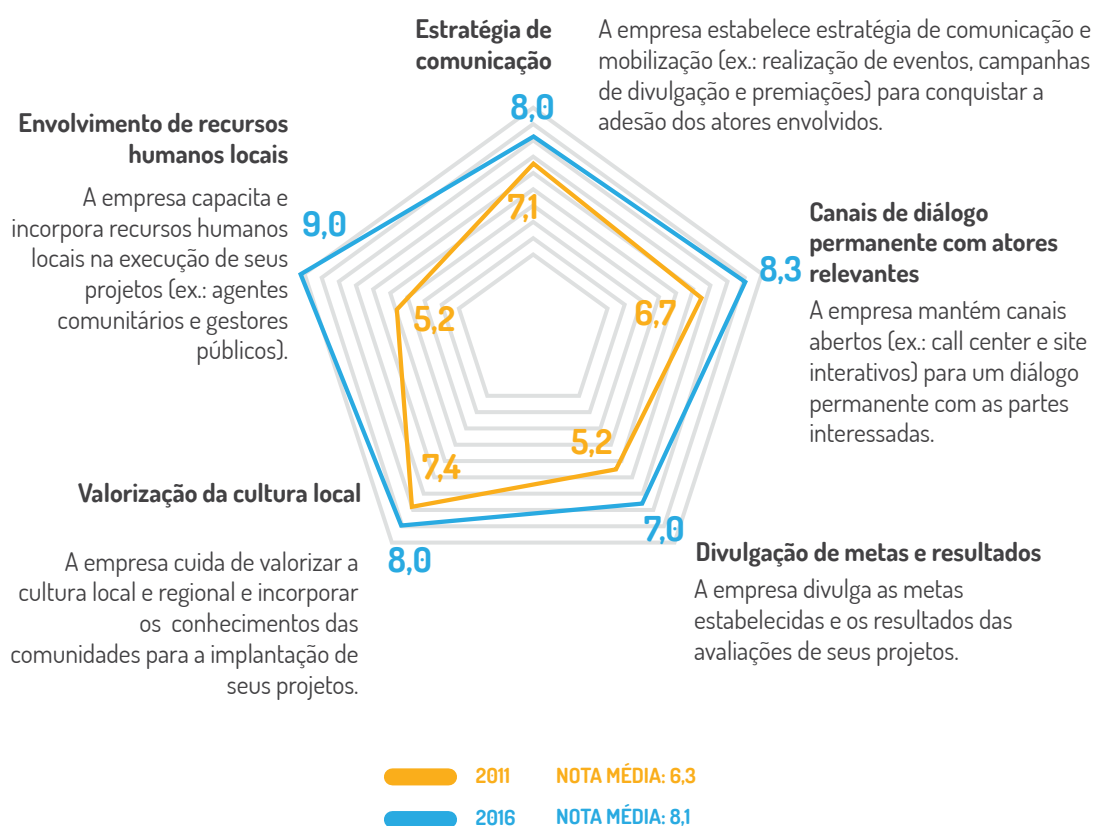 Estratégia de
comunicação
A empresa estabelece estratégia de comunicação e
mobilização (ex.: realização de eventos, campanhas
de divulgação e premiações) para conquistar a
adesão dos atores envolvidos.
8,0
7,1
Envolvimento de recursos
humanos locais
A empresa capacita e
incorpora recursos humanos
locais na execução de seus
projetos (ex.: agentes
comunitários e gestores
públicos).
9,0
5,2
Canais de diálogo
permanente com atores
relevantes
A empresa mantém canais
abertos (ex.: call center e site
interativos) para um diálogo
permanente com as partes
interessadas.
8,3
6,7
Valorização da cultura local
A empresa cuida de valorizar a
cultura local e regional e incorporar
os conhecimentos das
comunidades para a implantação de
seus projetos.
7,4
8,0
5,2
7,0
Divulgação de metas e resultados
A empresa divulga as metas
estabelecidas e os resultados das
avaliações de seus projetos.
2011 NOTA MÉDIA: 6,3
2016 NOTA MÉDIA: 8,1